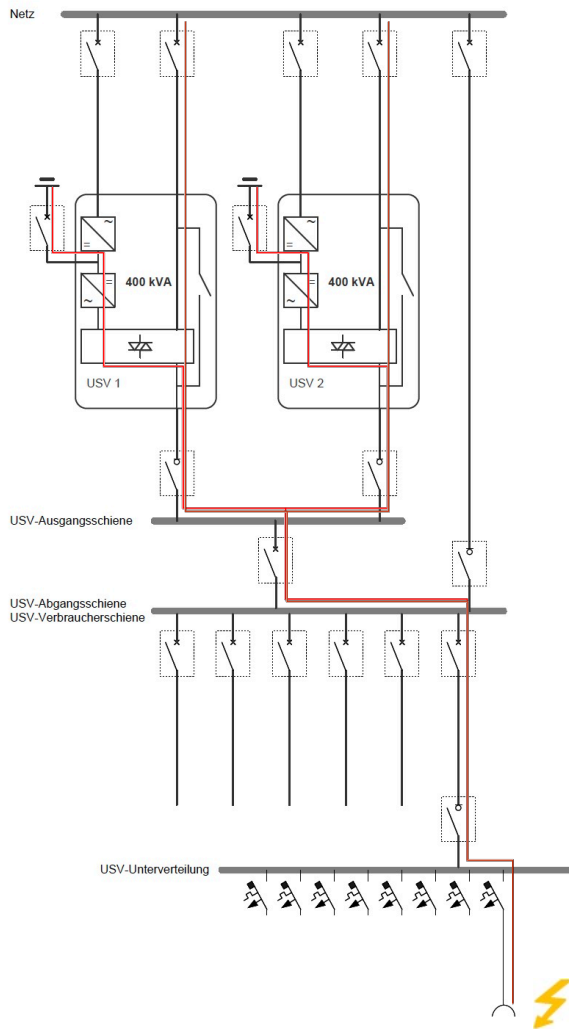 Netz
400 kVA
400 kVA
USV 1
USV 2
USV-Ausgangsschiene
USV-Abgangsschiene
USV-Verbraucherschiene
USV-Unterverteilung